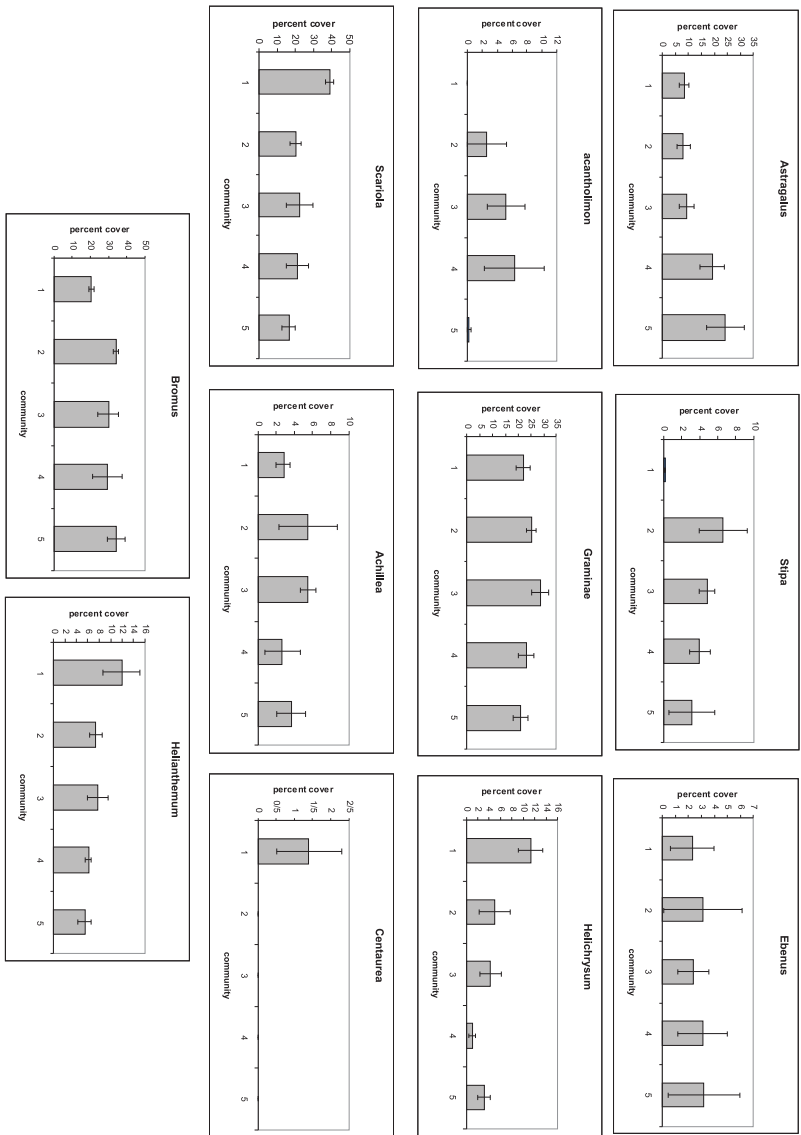 Astragalus
percent cover
35
30
25
20
15
10
5
0
1 2 3 4 5
community
Stipa
percent cover
10
8
6
4
2
0
1 2 3 4 5
community
Ebenus
percent cover
7
6
5
4
3
2
1
0
1 2 3 4 5
community
acantholimon
percent cover
12
10
8
6
4
2
0
1 2 3 4 5
community
Graminae
percent cover
35
30
25
20
15
10
5
0
1 2 3 4 5
community
Helichrysum
percent cover
16
14
12
10
8
6
4
2
0
1 2 3 4 5
community
Scariola
percent cover
50
40
30
20
10
0
1 2 3 4 5
community
Achillea
percent cover
10
8
6
4
2
0
1 2 3 4 5
community
Centaurea
percent cover
2/5
2
1/5
1
0/5
0
1 2 3 4 5
community
Bromus
percent cover
50
40
30
20
10
0
1 2 3 4 5
community
Helianthemum
percent cover
16
14
12
10
8
6
4
2
0
1 2 3 4 5
community